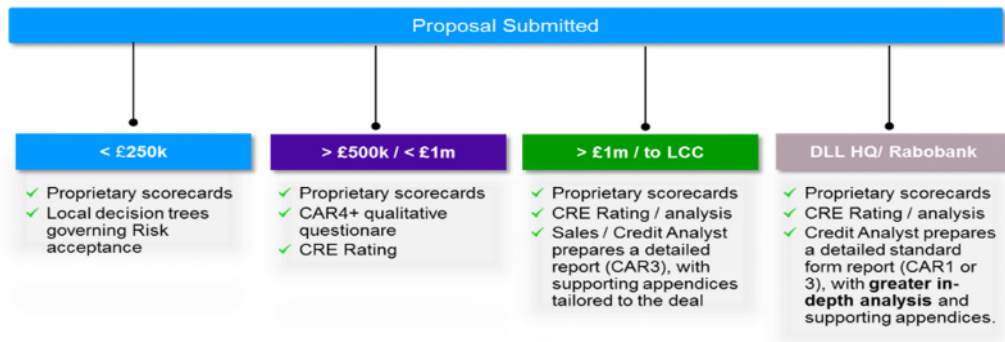 Proposal Submitted
< £250k
✓ Proprietary scorecards
✓ Local decision trees
governing Risk
acceptance
> £500k / < £1m
✓ Proprietary scorecards
✓ CAR4+ qualitative
questionare
✓ CRE Rating
> £1m / to LCC
✓ Proprietary scorecards
✓ CRE Rating / analysis
✓ Sales / Credit Analyst
prepares a detailed
report (CAR3), with
supporting appendices
tailored to the deal
DLL HQ/ Rabobank
✓ Proprietary scorecards
✓ CRE Rating / analysis
✓ Credit Analyst prepares
a detailed standard
form report (CAR1 or
3), with greater in-
depth analysis and
supporting appendices.